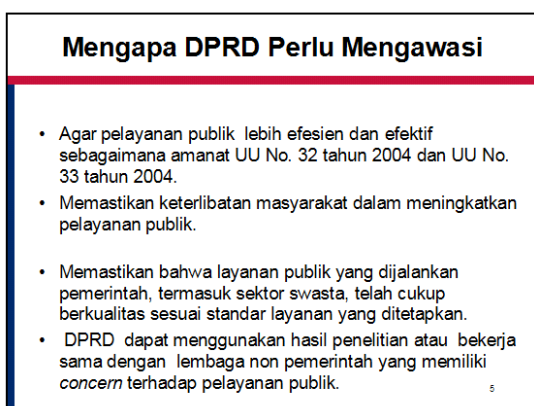 Mengapa DPRD Perlu Mengawasi
• Agar pelayanan publik lebih efesien dan efektif
sebagaimana amanat UU No. 32 tahun 2004 dan UU No.
33 tahun 2004.
• Memastikan keterlibatan masyarakat dalam meningkatkan
pelayanan publik.
• Memastikan bahwa layanan publik yang dijalankan
pemerintah, termasuk sektor swasta, telah cukup
berkualitas sesuai standar layanan yang ditetapkan.
• DPRD dapat menggunakan hasil penelitian atau bekerja
sama dengan lembaga non pemerintah yang memiliki
concern terhadap pelayanan publik.
5